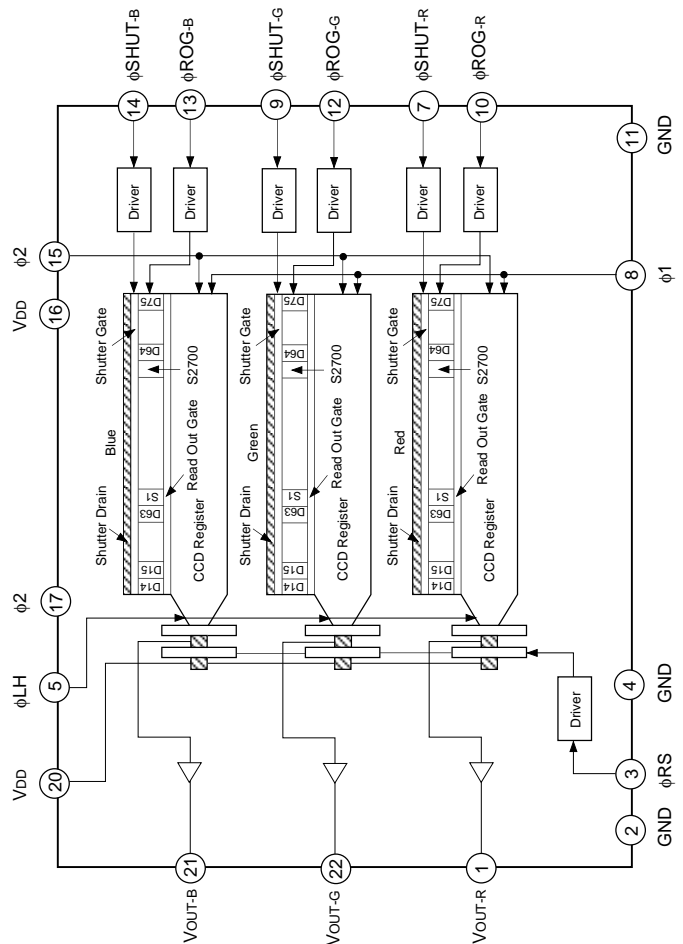 φSHUT-B
φROG-B
φSHUT-G
φROG-G
φSHUT-R
φROG-R
14
13
9
12
7
10
11
GND
Driver
Driver
Driver
Driver
Driver
Driver
φ2
15
8
φ1
VDD
16
φ2
17
φLH
5
VDD
20
Shutter Drain
Blue
Shutter Gate
D14
D15
D63
S1
D64
D75
CCD Register
Read Out Gate
S2700
Shutter Drain
Green
Shutter Gate
D14
D15
D63
S1
D64
D75
CCD Register
Read Out Gate
S2700
Shutter Drain
Red
Shutter Gate
D14
D15
D63
S1
D64
D75
CCD Register
Read Out Gate
S2700
4
GND
Driver
3
φRS
2
GND
21
VOUT-B
22
VOUT-G
1
VOUT-R